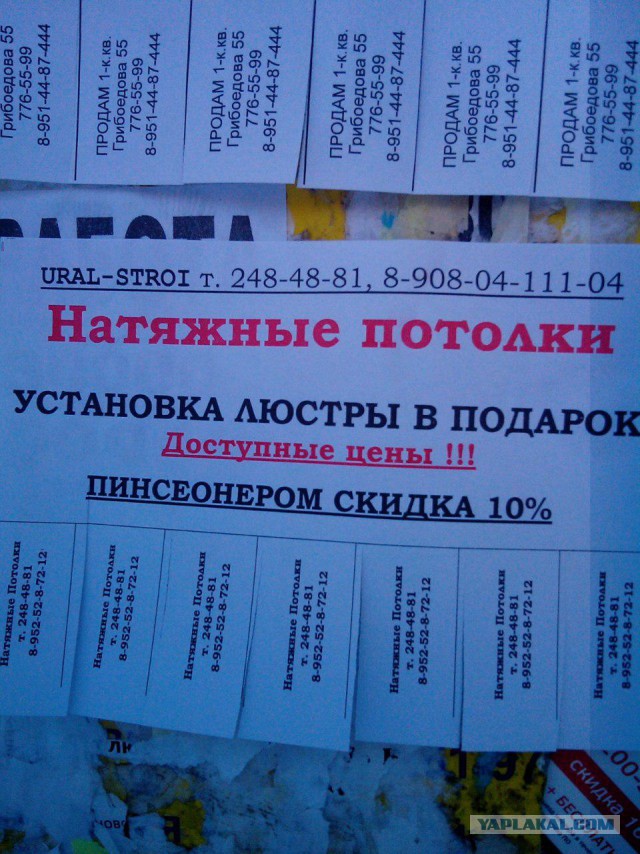 Грибоедова 55
776-55-99
8-951-44-87-444
ПРОДАМ 1-к.кв.
Грибоедова 55
776-55-99
8-951-44-87-444
ПРОДАМ 1-к.кв.
Грибоедова 55
776-55-99
8-951-44-87-444
ПРОДАМ 1-к.кв.
Грибоедова 55
776-55-99
8-951-44-87-444
ПРОДАМ 1-к.кв.
Грибоедова 55
776-55-99
8-951-44-87-444
ПРОДАМ 1-к.кв.
Грибоедова 55
776-55-99
8-951-44-87-444
РАБОТА
URAL-STROI т. 248-48-81, 8-908-04-111-04
Натяжные потолки
УСТАНОВКА ЛЮСТРЫ В ПОДАРОК
Доступные цены !!!
ПИНСЕОНЕРОМ СКИДКА 10%
Натяжные Потолки
т. 248-48-81
8-952-52-8-72-12
Натяжные Потолки
т. 248-48-81
8-952-52-8-72-12
Натяжные Потолки
т. 248-48-81
8-952-52-8-72-12
Натяжные Потолки
т. 248-48-81
8-952-52-8-72-12
Натяжные Потолки
т. 248-48-81
8-952-52-8-72-12
Натяжные Потолки
т. 248-48-81
8-952-52-8-72-12
Натяжные Потолки
т. 248-48-81
8-952-52-8-72-12
скидка
YAPLAKAL.COM